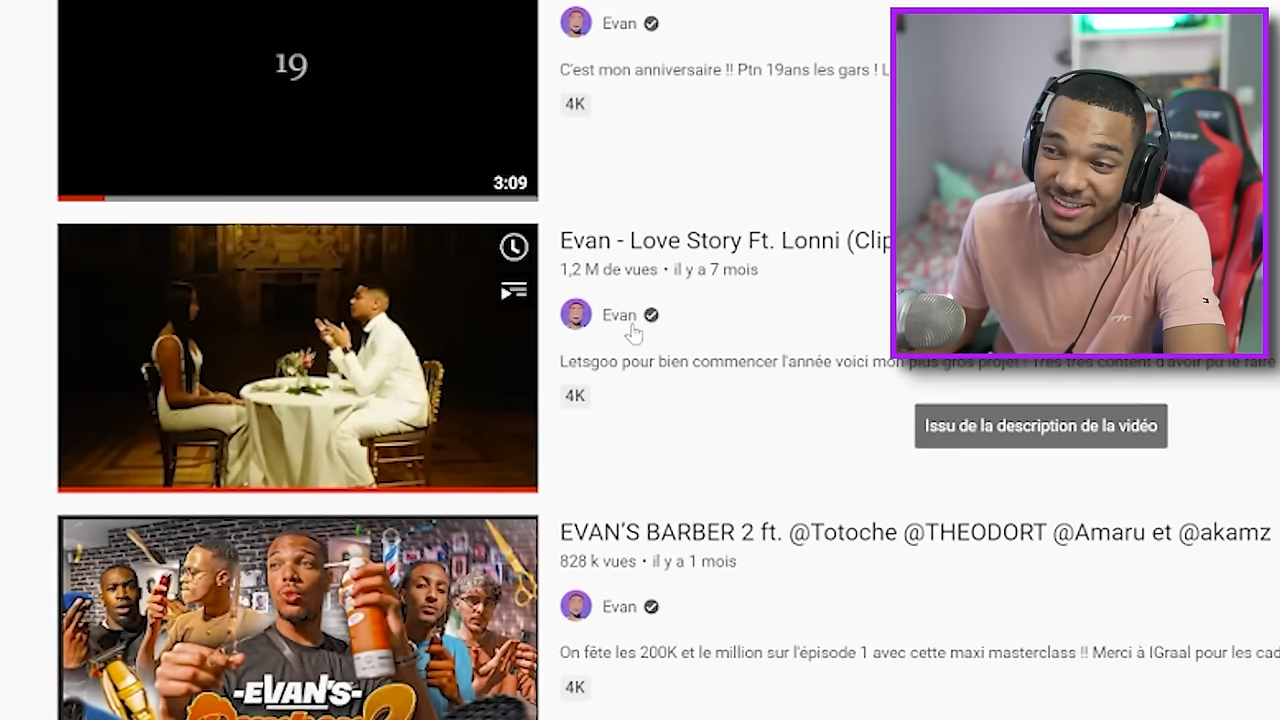 19
3:09
Evan
C'est mon anniversaire !! Ptn 19ans les gars ! L
4K
Evan - Love Story Ft. Lonni (Clip
1,2 M de vues • il y a 7 mois
Evan
Letsgoo pour bien commencer l'année voici mon plus gros projet ! Très très content d'avoir pu le faire
4K
Issu de la description de la vidéo
-EVAN'S-
EVAN'S BARBER 2 ft. @Totoche @THEODORT @Amaru et @akamz
828 k vues • il y a 1 mois
Evan
On fête les 200K et le million sur l'épisode 1 avec cette maxi masterclass !! Merci à IGraal pour les cad
4K